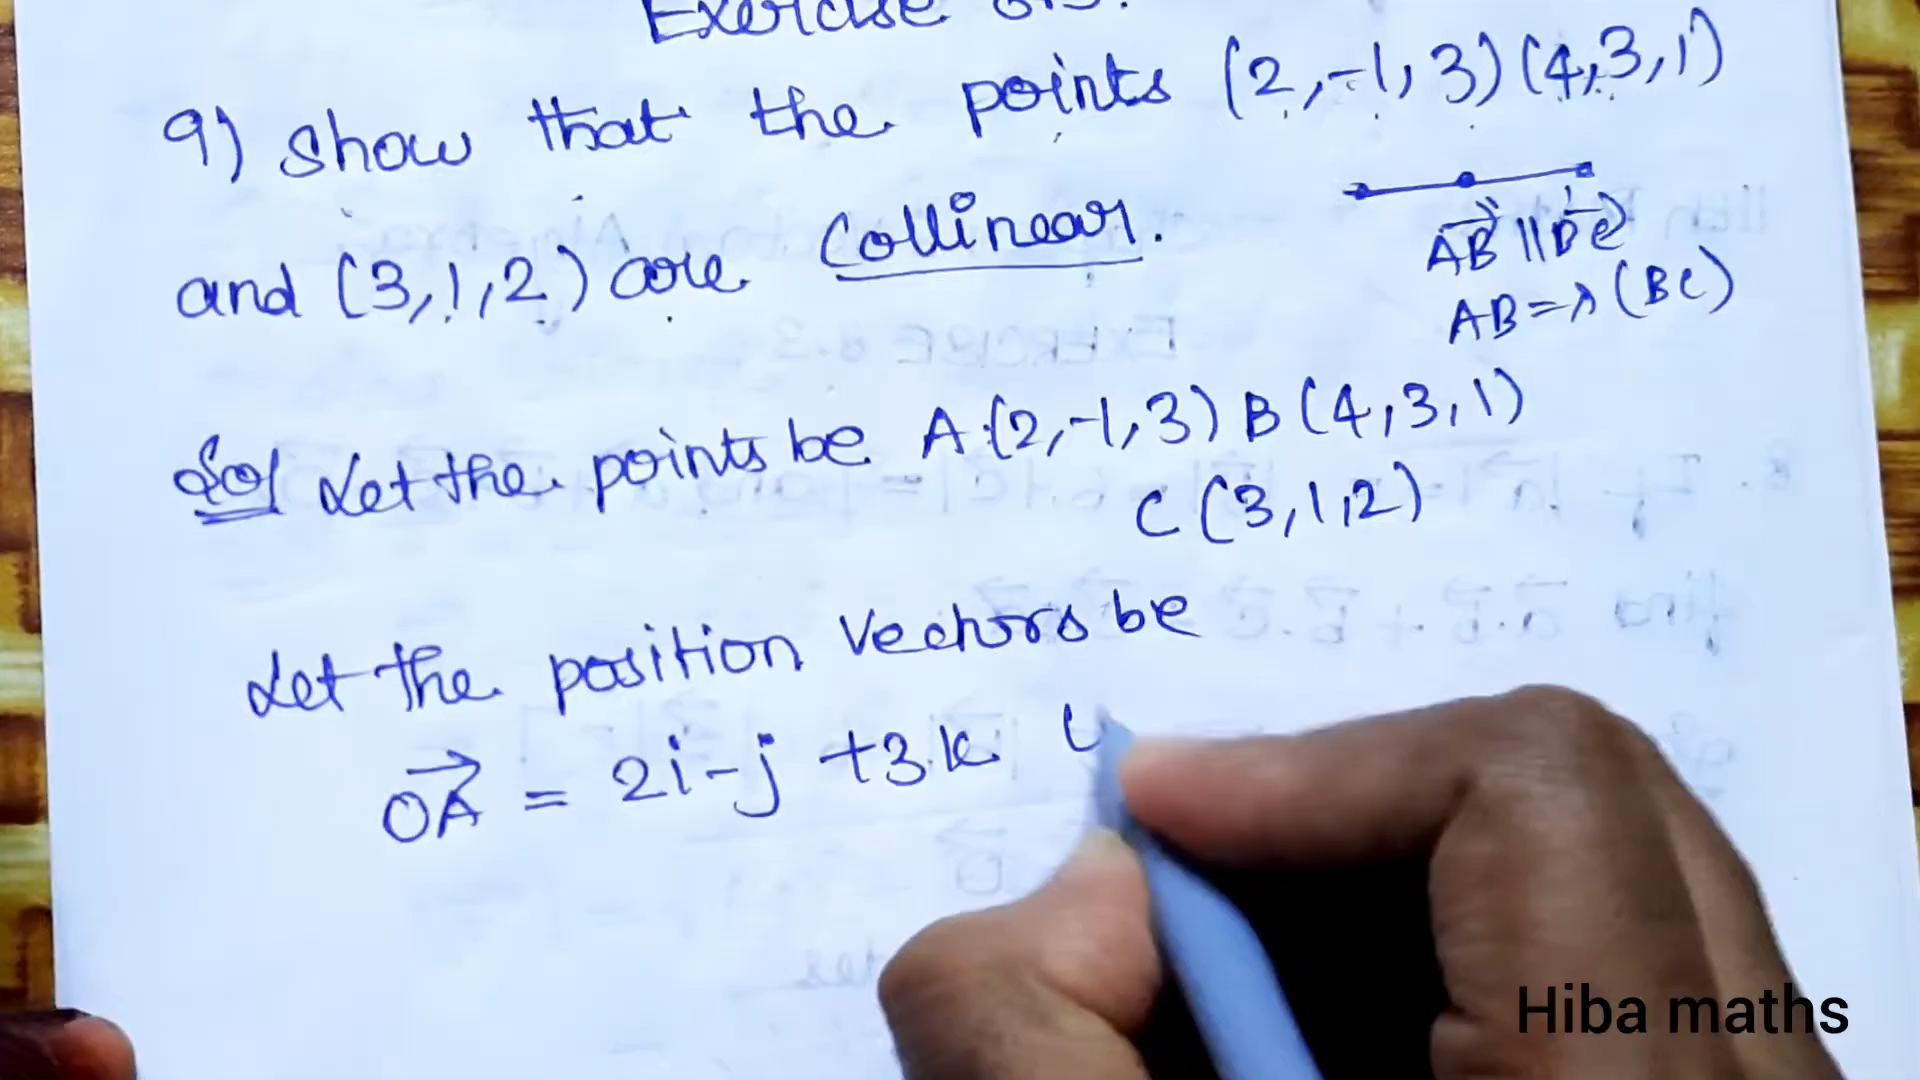 Exercise
9) Show that the points (2,-1,3)(4,3,1)
and (3,1,2) are Collinear.
AB = λ(BC)
Sol Let the points be A(2,-1,3) B(4,3,1)
C(3,1,2)
Let the position Vectors be
OA = 2i-j+3k
Hiba maths